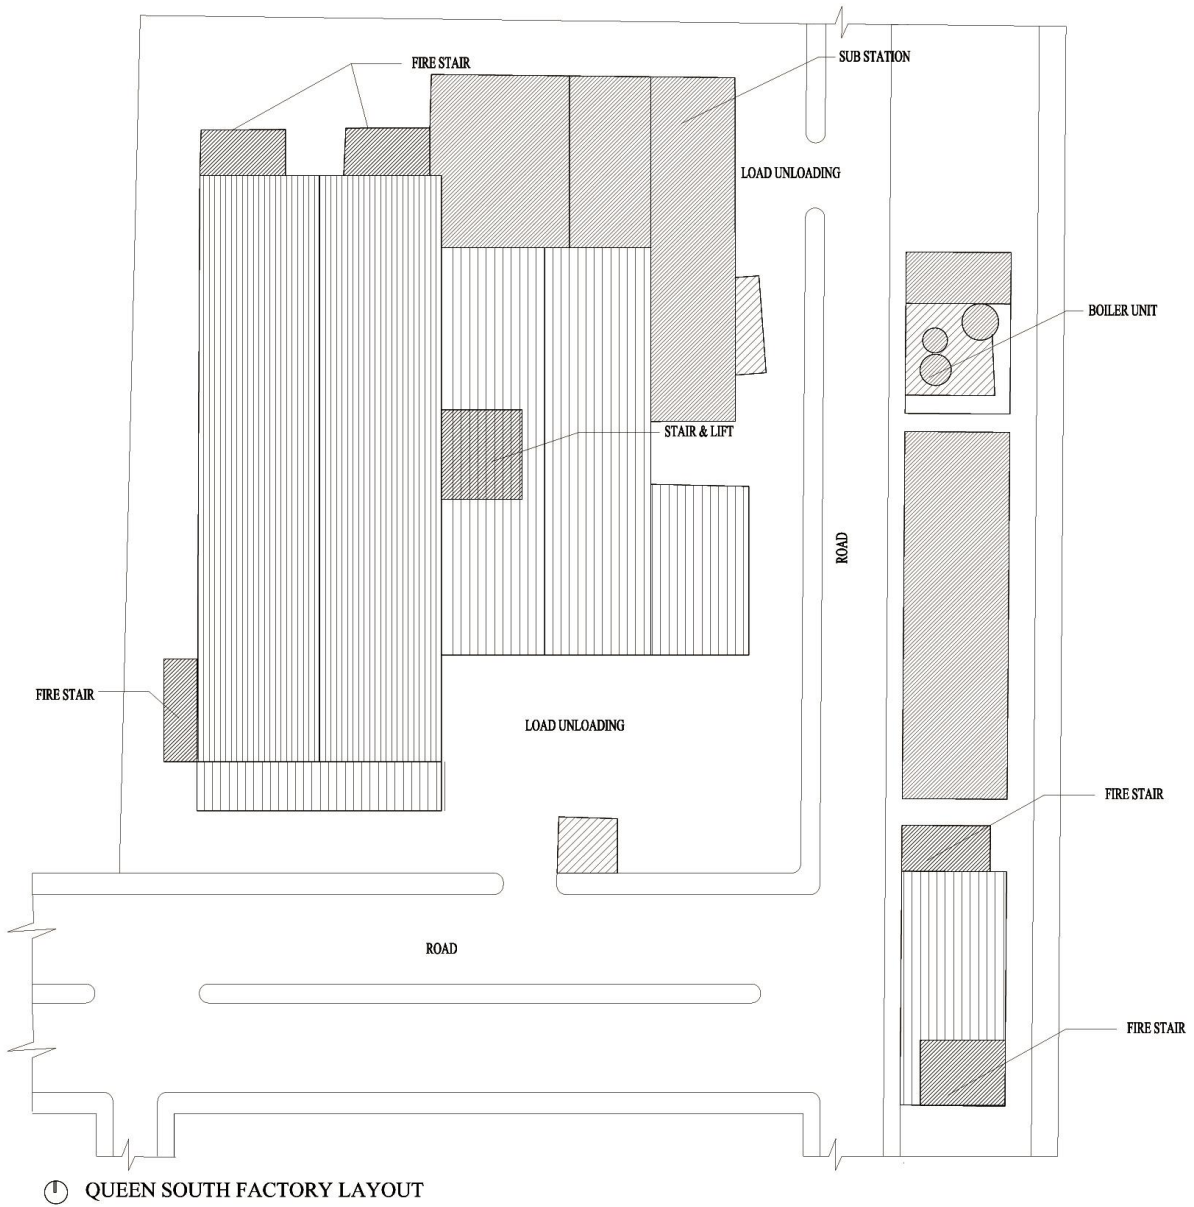 SUB STATION
FIRE STAIR
LOAD UNLOADING
BOILER UNIT
STAIR & LIFT
ROAD
FIRE STAIR
LOAD UNLOADING
FIRE STAIR
ROAD
FIRE STAIR
QUEEN SOUTH FACTORY LAYOUT